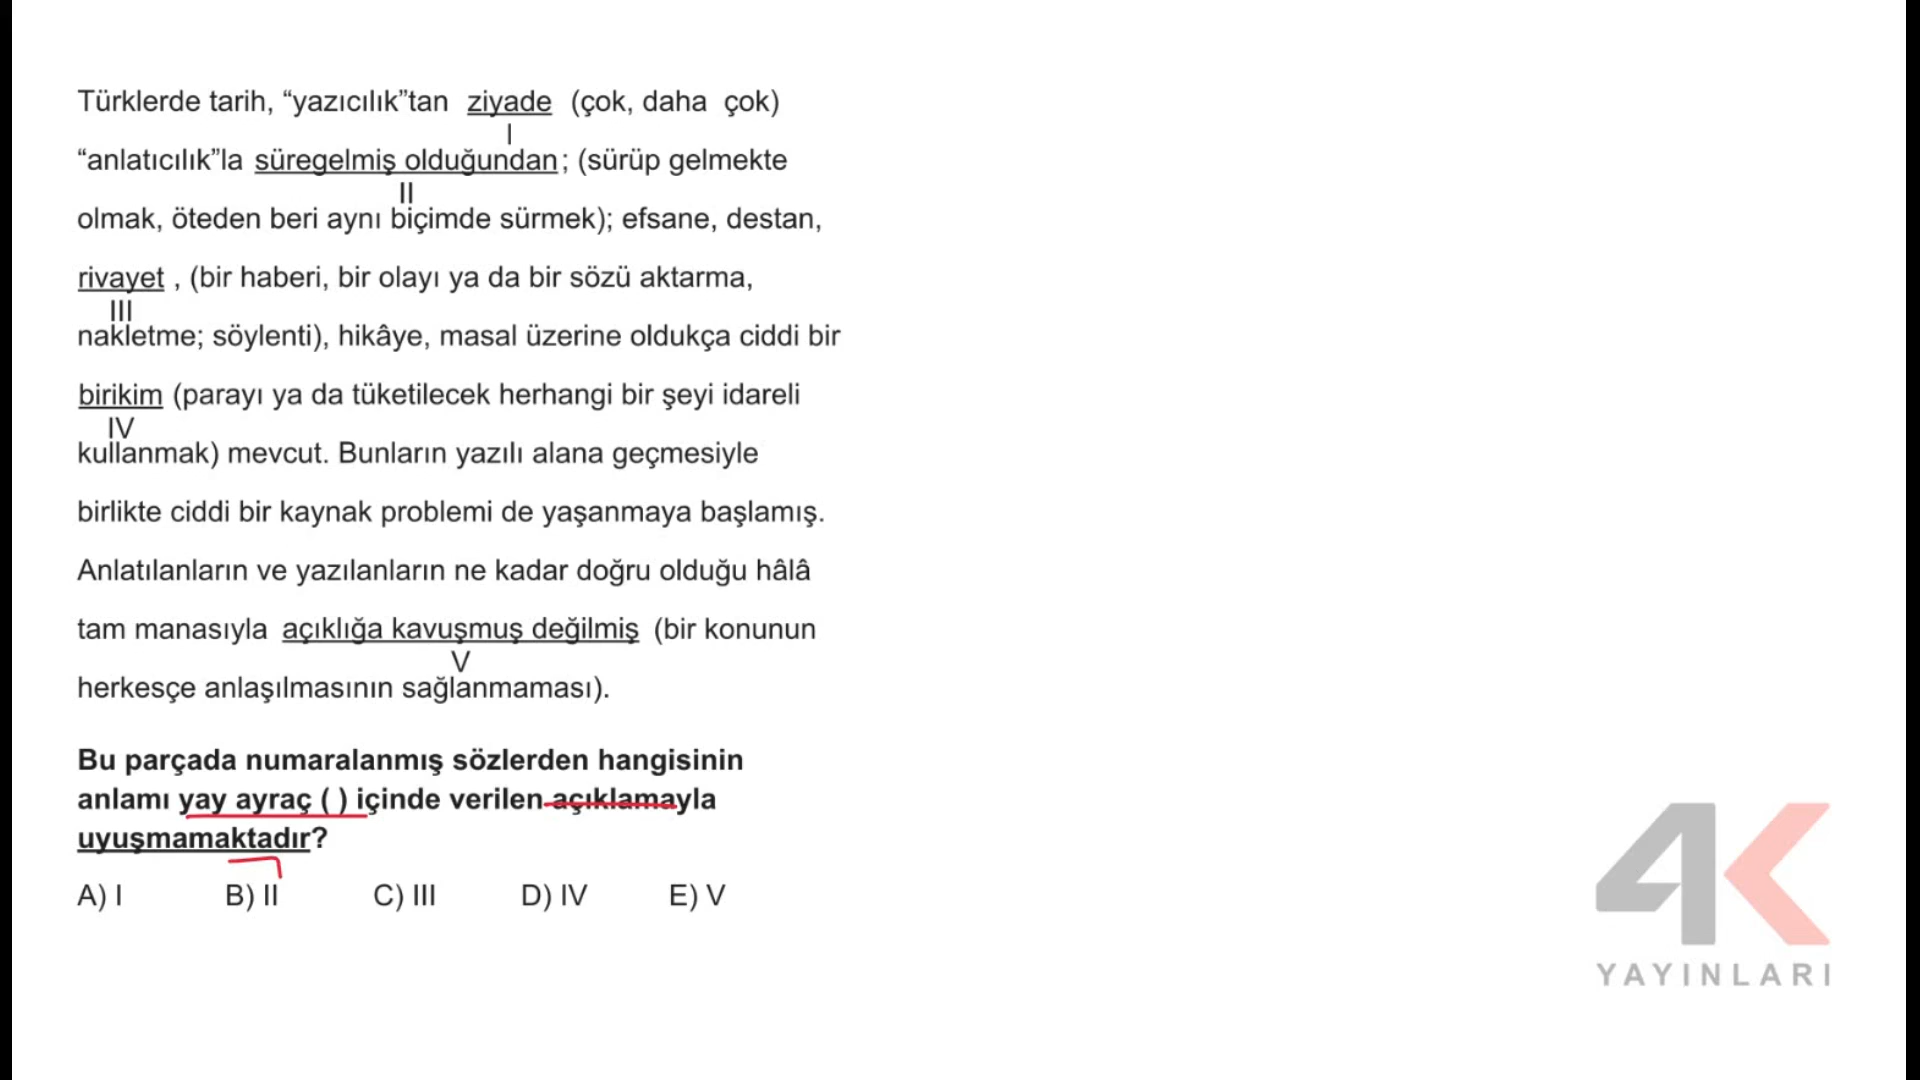 Türklerde tarih, “yazıcılık”tan ziyade (çok, daha çok)
I
“anlatıcılık”la süregelmiş olduğundan; (sürüp gelmekte
II
olmak, öteden beri aynı biçimde sürmek); efsane, destan,
rivayet , (bir haberi, bir olayı ya da bir sözü aktarma,
III
nakletme; söylenti), hikâye, masal üzerine oldukça ciddi bir
birikim (parayı ya da tüketilecek herhangi bir şeyi idareli
IV
kullanmak) mevcut. Bunların yazılı alana geçmesiyle
birlikte ciddi bir kaynak problemi de yaşanmaya başlamış.
Anlatılanların ve yazılanların ne kadar doğru olduğu hâlâ
tam manasıyla açıklığa kavuşmuş değilmiş (bir konunun
V
herkesçe anlaşılmasının sağlanmaması).
Bu parçada numaralanmış sözlerden hangisinin
anlamı yay ayraç ( ) içinde verilen açıklamayla
uyuşmamaktadır?
A) I B) II C) III D) IV E) V
4K
YAYINLARI